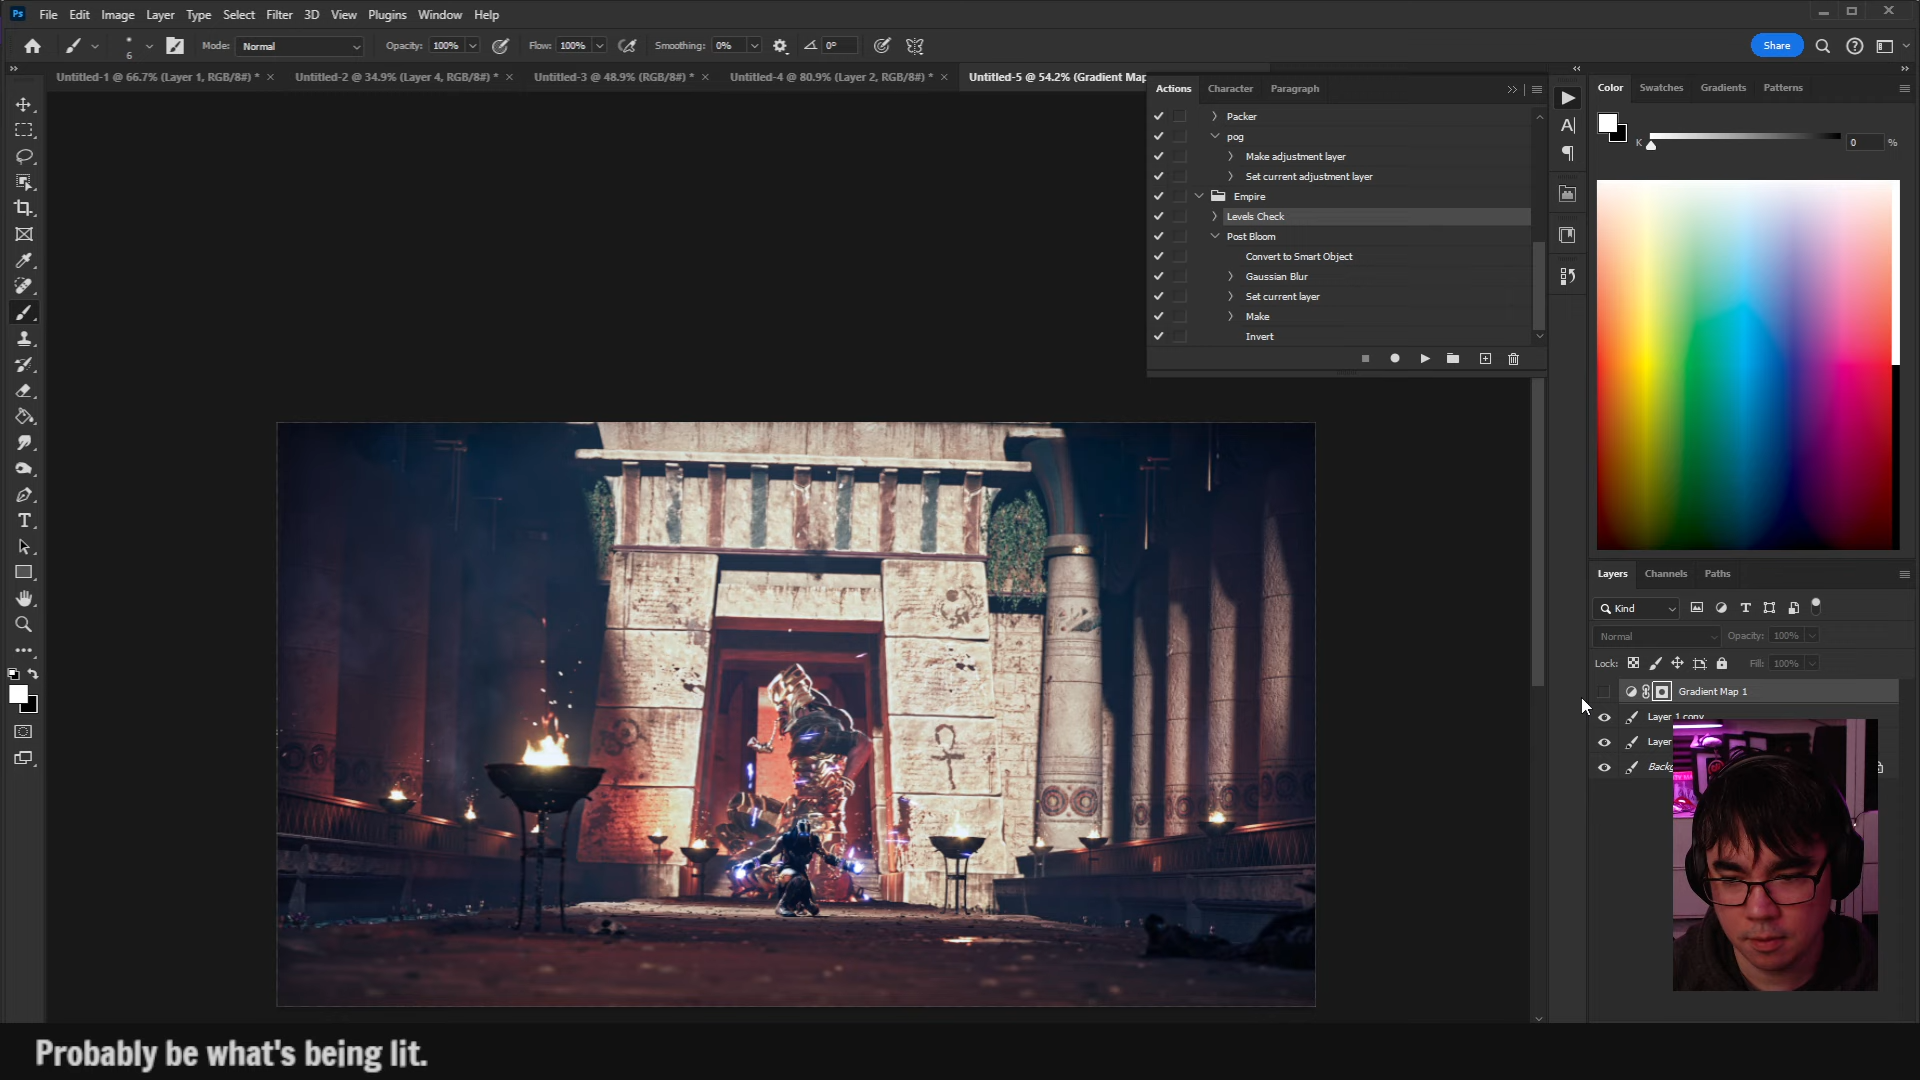 Ps File Edit Image Layer Type Select Filter 3D View Plugins Window Help
6 Mode: Normal Opacity: 100% Flow: 100% Smoothing: 0% 0° Share
Untitled-1 @ 66.7% (Layer 1, RGB/8#) * × Untitled-2 @ 34.9% (Layer 4, RGB/8#) * × Untitled-3 @ 48.9% (RGB/8#) * × Untitled-4 @ 80.9% (Layer 2, RGB/8#) * × Untitled-5 @ 54.2% (Gradient Map
Actions Character Paragraph
Packer
pog
Make adjustment layer
Set current adjustment layer
Empire
Levels Check
Post Bloom
Convert to Smart Object
Gaussian Blur
Set current layer
Make
Invert
Color Swatches Gradients Patterns
K 0 %
Layers Channels Paths
Kind
Normal Opacity: 100%
Lock: Fill: 100%
Gradient Map 1
Layer 1 copy
Layer
Backg
Probably be what's being lit.